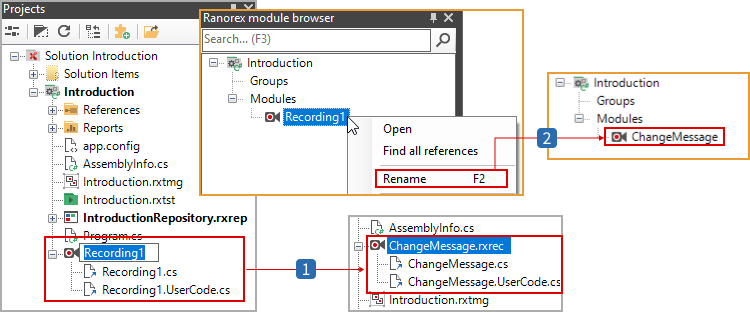 Projects
Solution Introduction
Solution Items
Introduction
References
Reports
app.config
AssemblyInfo.cs
Introduction.rxtmg
Introduction.rxtst
IntroductionRepository.rxrep
Program.cs
Recording1
Recording1.cs
Recording1.UserCode.cs
Ranorex module browser
Search... (F3)
Introduction
Groups
Modules
Recording1
Open
Find all references
Rename F2
2
Introduction
Groups
Modules
ChangeMessage
1
AssemblyInfo.cs
ChangeMessage.rxrec
ChangeMessage.cs
ChangeMessage.UserCode.cs
Introduction.rxtmg